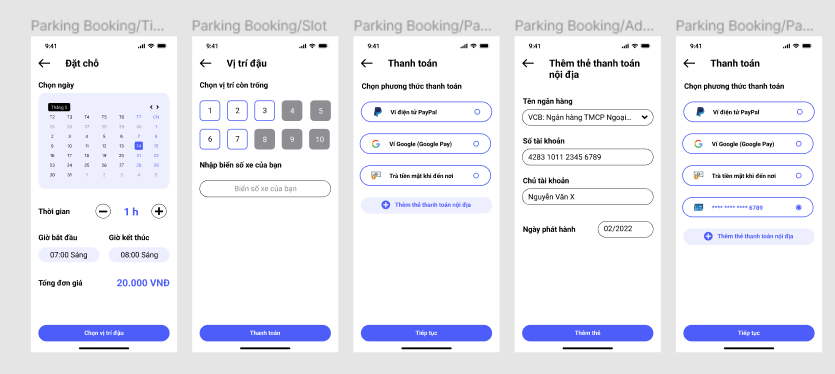 Parking Booking/Ti...
9:41
Đặt chỗ
Chọn ngày
Tháng 5
T2 T3 T4 T5 T6 T7 CN
25 26 27 28 29 30 1
2 3 4 5 6 7 8
9 10 11 12 13 14 15
16 17 18 19 20 21 22
23 24 25 26 27 28 29
30 31 1 2 3 4 5
Thời gian
1 h
Giờ bắt đầu Giờ kết thúc
07:00 Sáng 08:00 Sáng
Tổng đơn giá 20.000 VNĐ
Chọn vị trí đậu
Parking Booking/Slot
9:41
Vị trí đậu
Chọn vị trí còn trống
1 2 3 4 5
6 7 8 9 10
Nhập biển số xe của bạn
Biển số xe của bạn
Thanh toán
Parking Booking/Pa...
9:41
Thanh toán
Chọn phương thức thanh toán
Ví điện tử PayPal
Ví Google (Google Pay)
Trả tiền mặt khi đến nơi
Thêm thẻ thanh toán nội địa
Tiếp tục
Parking Booking/Ad...
9:41
Thêm thẻ thanh toán
nội địa
Tên ngân hàng
VCB: Ngân hàng TMCP Ngoại...
Số tài khoản
4283 1011 2345 6789
Chủ tài khoản
Nguyễn Văn X
Ngày phát hành 02/2022
Thêm thẻ
Parking Booking/Pa...
9:41
Thanh toán
Chọn phương thức thanh toán
Ví điện tử PayPal
Ví Google (Google Pay)
Trả tiền mặt khi đến nơi
**** **** **** 6789
Thêm thẻ thanh toán nội địa
Tiếp tục